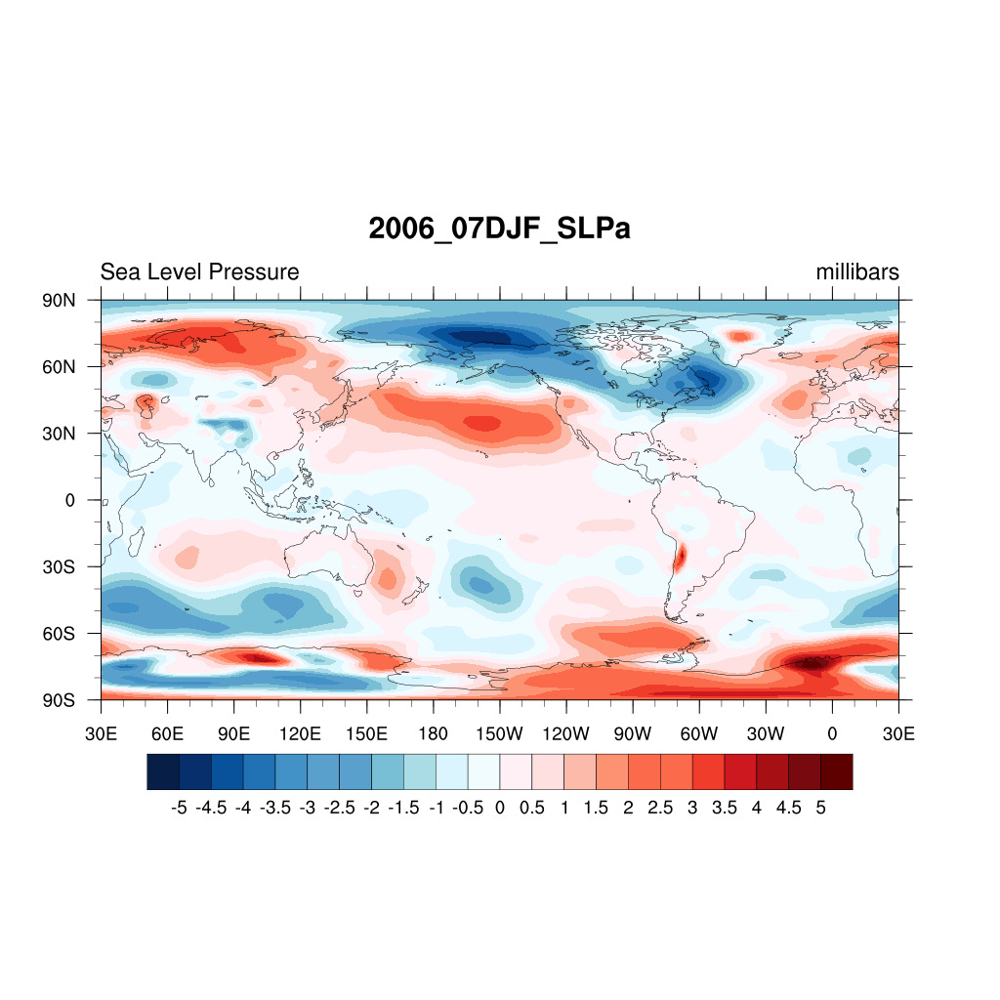 2006_07DJF_SLPa
Sea Level Pressure millibars
90N
60N
30N
0
30S
60S
90S
30E 60E 90E 120E 150E 180 150W 120W 90W 60W 30W 0 30E
-5 -4.5 -4 -3.5 -3 -2.5 -2 -1.5 -1 -0.5 0 0.5 1 1.5 2 2.5 3 3.5 4 4.5 5